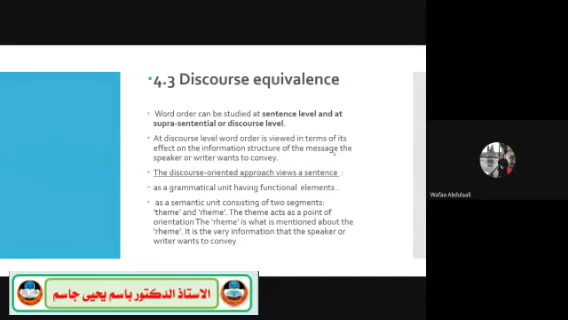 4.3 Discourse equivalence
Word order can be studied at sentence level and at
supra-sentential or discourse level.
At discourse level word order is viewed in terms of its
effect on the information structure of the message the
speaker or writer wants to convey.
The discourse-oriented approach views a sentence :
as a grammatical unit having functional elements .
as a semantic unit consisting of two segments:
'theme' and 'rheme'. The theme acts as a point of
orientation The 'rheme' is what is mentioned about the
'rheme'. It is the very information that the speaker or
writer wants to convey
Wafaa Abdulaali
الاستاذ الدكتور باسم يحيى جاسم